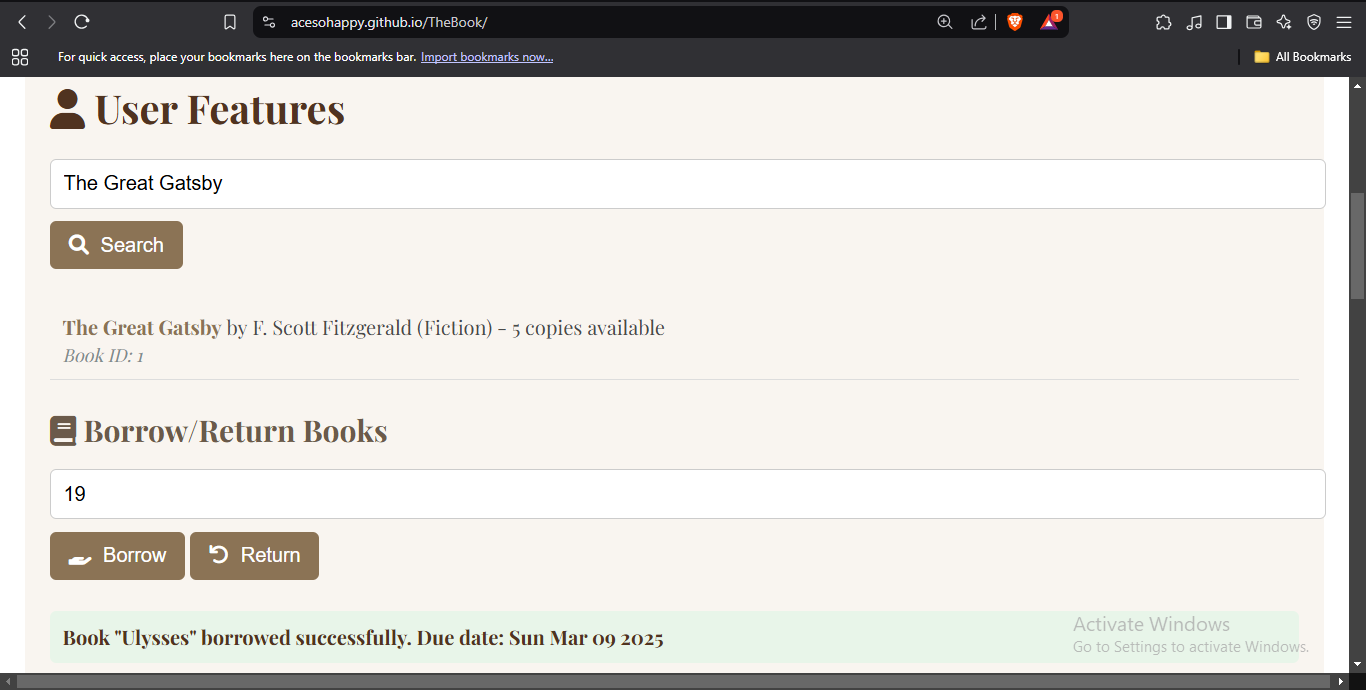 acesohappy.github.io/TheBook/
1
For quick access, place your bookmarks here on the bookmarks bar. Import bookmarks now...
All Bookmarks
User Features
The Great Gatsby
Search
The Great Gatsby by F. Scott Fitzgerald (Fiction) - 5 copies available
Book ID: 1
Borrow/Return Books
19
Borrow
Return
Book "Ulysses" borrowed successfully. Due date: Sun Mar 09 2025
Activate Windows
Go to Settings to activate Windows.